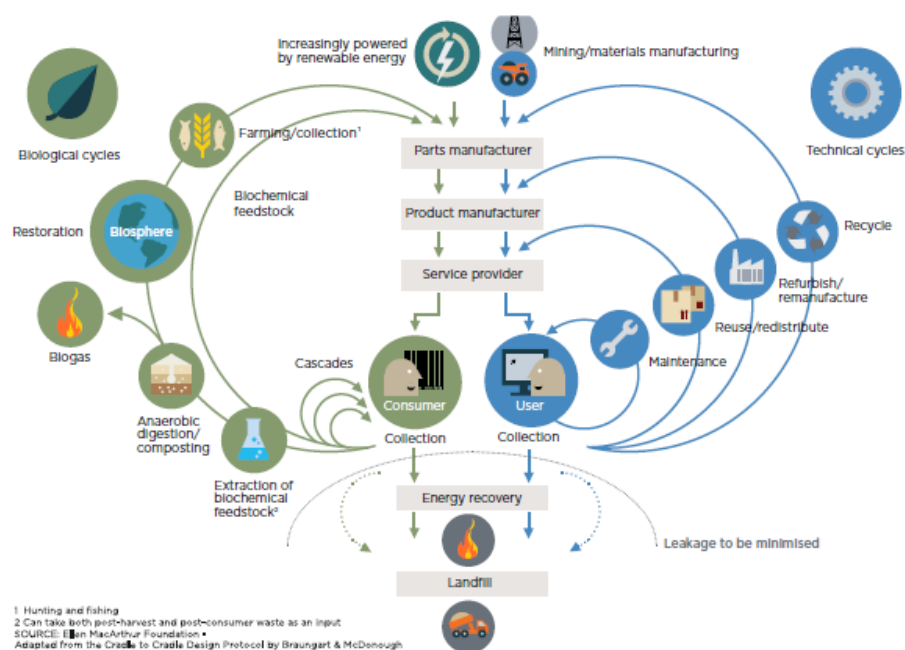 Increasingly powered
by renewable energy
Mining/materials manufacturing
Biological cycles
Farming/collection¹
Parts manufacturer
Technical cycles
Biochemical
feedstock
Product manufacturer
Restoration
Biosphere
Recycle
Service provider
Refurbish/
remanufacture
Biogas
Reuse/redistribute
Cascades
Maintenance
Consumer
User
Anaerobic
digestion/
composting
Collection
Collection
Extraction of
biochemical
feedstock²
Energy recovery
Leakage to be minimised
Landfill
1 Hunting and fishing
2 Can take both post-harvest and post-consumer waste as an input
SOURCE: Ellen MacArthur Foundation •
Adapted from the Cradle to Cradle Design Protocol by Braungart & McDonough